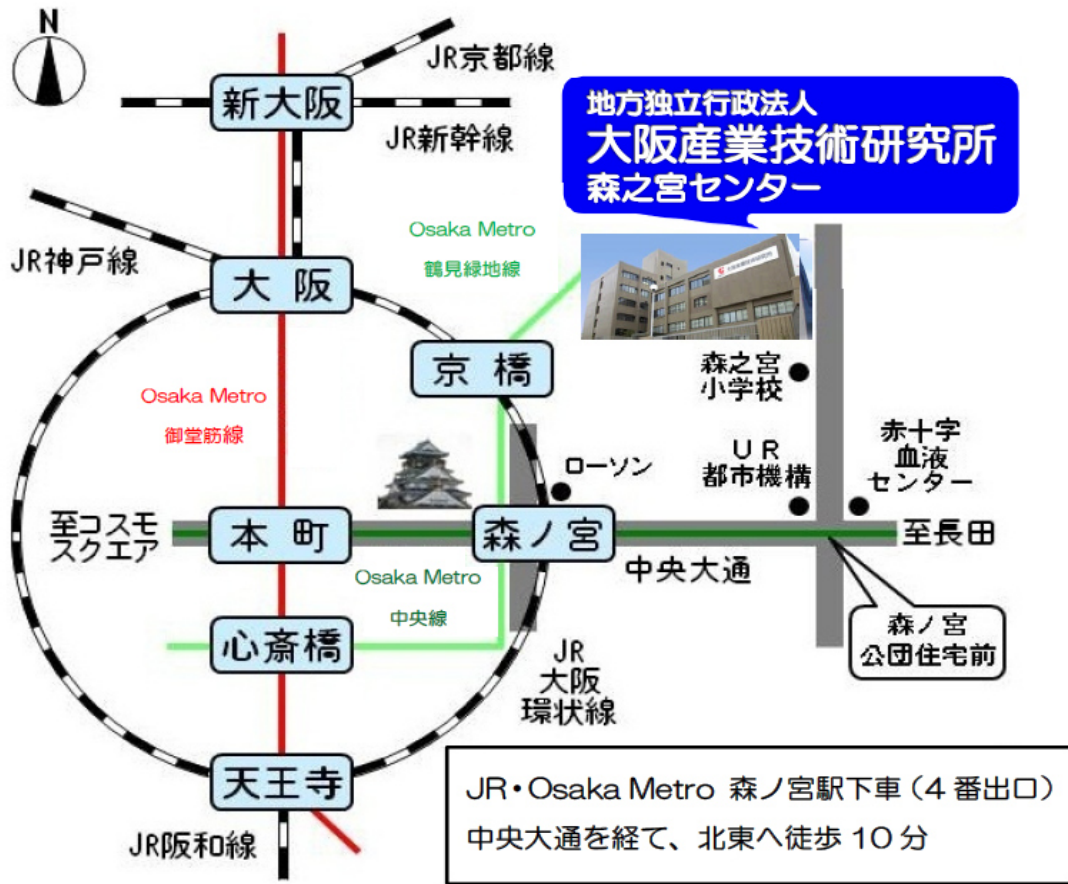 N
JR京都線
新大阪
JR新幹線
地方独立行政法人
大阪産業技術研究所
森之宮センター
Osaka Metro
鶴見緑地線
JR神戸線
大阪
京橋
森之宮
小学校
Osaka Metro
御堂筋線
ローソン
UR
都市機構
赤十字
血液
センター
至コスモ
スクエア
本町
森ノ宮
中央大通
至長田
Osaka Metro
中央線
心斎橋
JR
大阪
環状線
森ノ宮
公団住宅前
天王寺
JR阪和線
JR・Osaka Metro 森ノ宮駅下車（4番出口）
中央大通を経て、北東へ徒歩10分